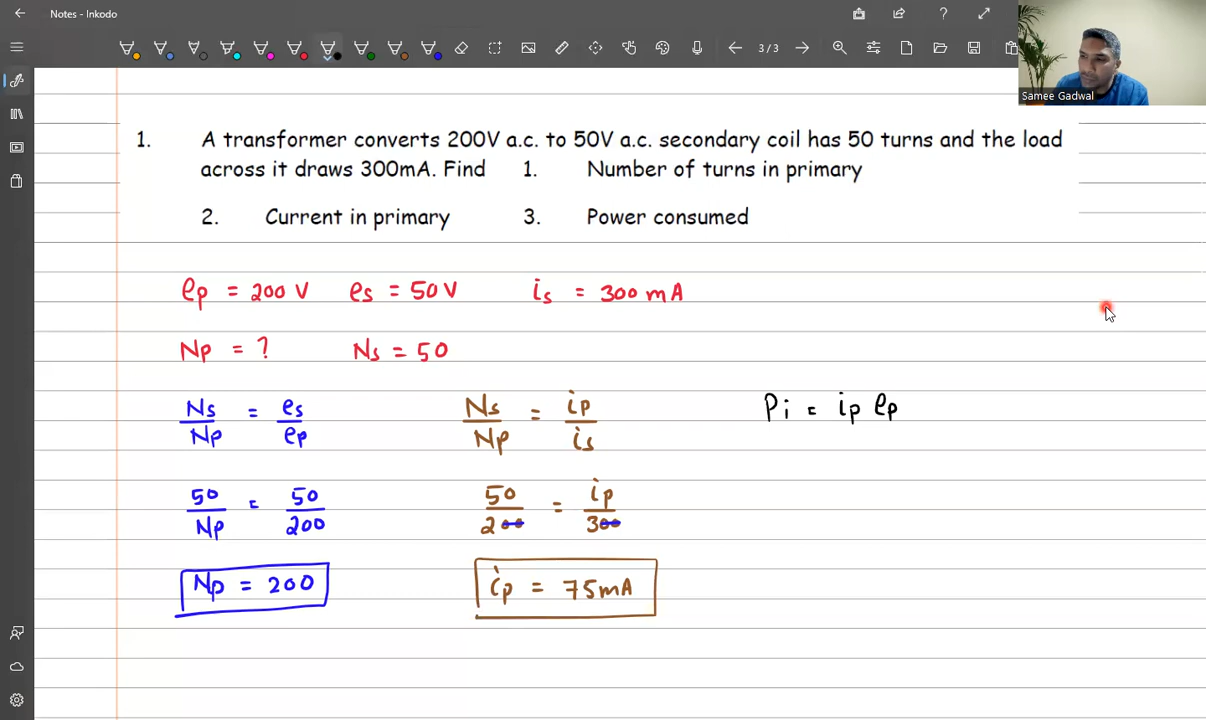 Notes - Inkodo
3/3
Samee Gadwal
1. A transformer converts 200V a.c. to 50V a.c. secondary coil has 50 turns and the load
across it draws 300mA. Find 1. Number of turns in primary
2. Current in primary 3. Power consumed
ep = 200 V es = 50 V is = 300 mA
Np = ? Ns = 50
Ns/Np = es/ep
50/Np = 50/200
Np = 200
Ns/Np = ip/is
50/200 = ip/300
ip = 75mA
Pi = ip ep